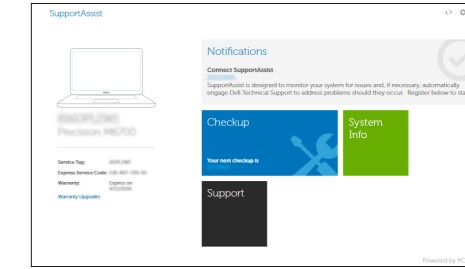 SupportAssist
Notifications
Connect SupportAssist
SupportAssist is designed to monitor your system for issues and, if necessary, automatically
engage Dell Technical Support to address problems should they occur. Register below to sta
Precision M6700
Checkup
System
Info
Service Tag:
Express Service Code:
Warranty: Expires on
Warranty Upgrades
Your next checkup is
Support
Powered by PC